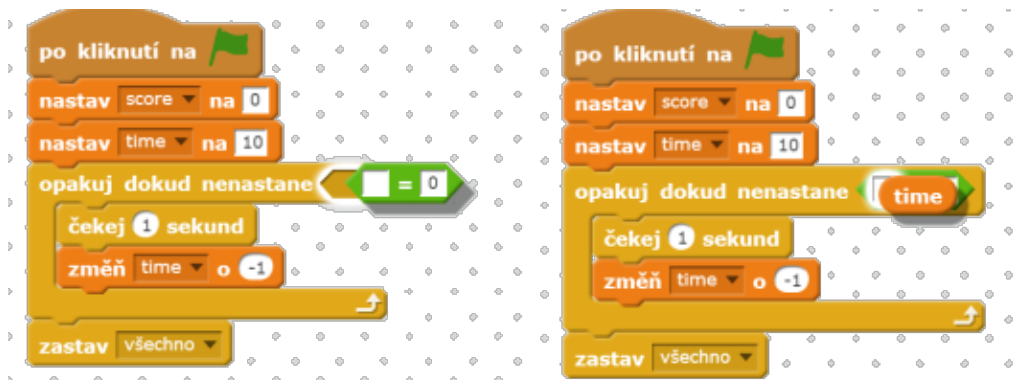 po kliknutí na
nastav score na 0
nastav time na 10
opakuj dokud nenastane = 0
čekej 1 sekund
změň time o -1
zastav všechno
po kliknutí na
nastav score na 0
nastav time na 10
opakuj dokud nenastane time
čekej 1 sekund
změň time o -1
zastav všechno